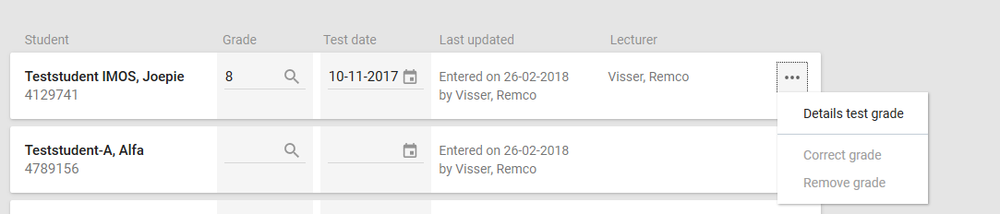 Student Grade Test date Last updated Lecturer
Teststudent IMOS, Joepie 8 10-11-2017 Entered on 26-02-2018 Visser, Remco
4129741 by Visser, Remco
Details test grade
Teststudent-A, Alfa Entered on 26-02-2018
4789156 by Visser, Remco
Correct grade
Remove grade